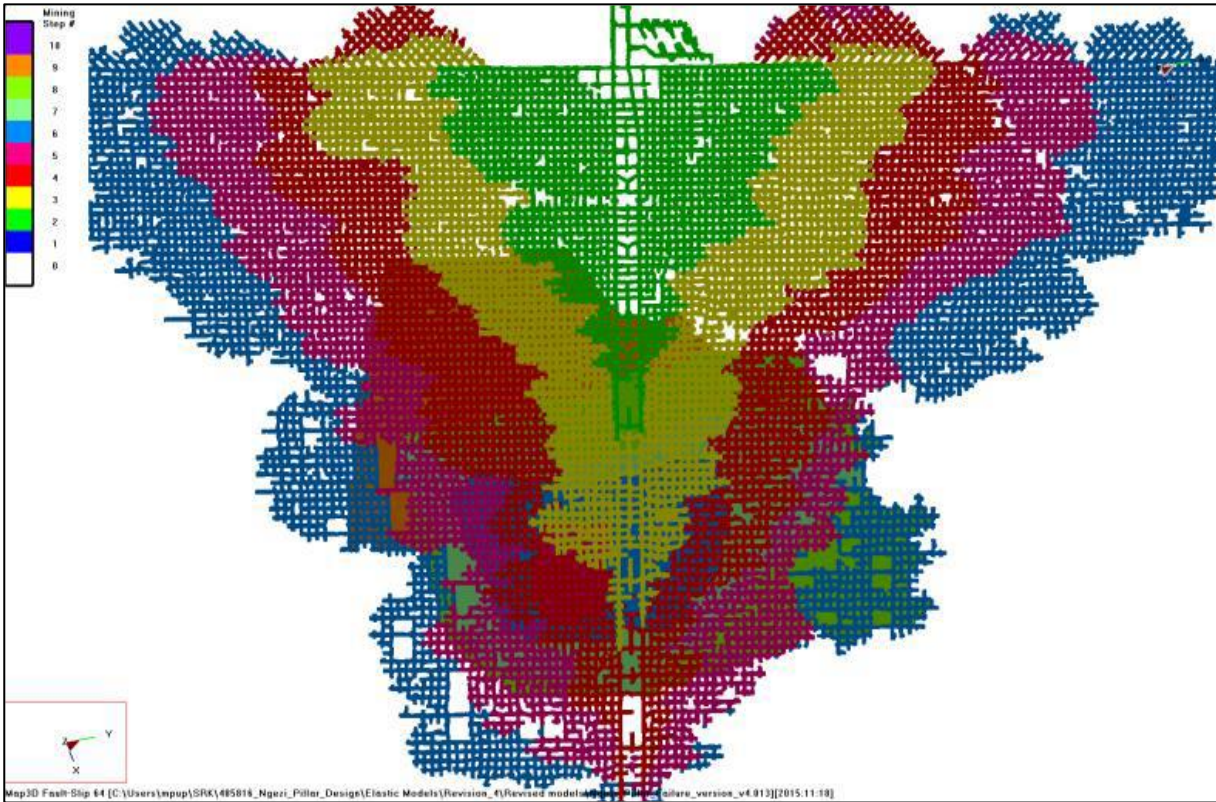 Mining
Step #
10
9
8
7
6
5
4
3
2
1
0
Z
Y
X
Map3D Fault-Slip 64 [C:\Users\mpup\SRK\485816_Ngezi_Pillar_Design\Elastic Models\Revision_4\Revised models\ Failure_version_v4.013][2015:11:18]